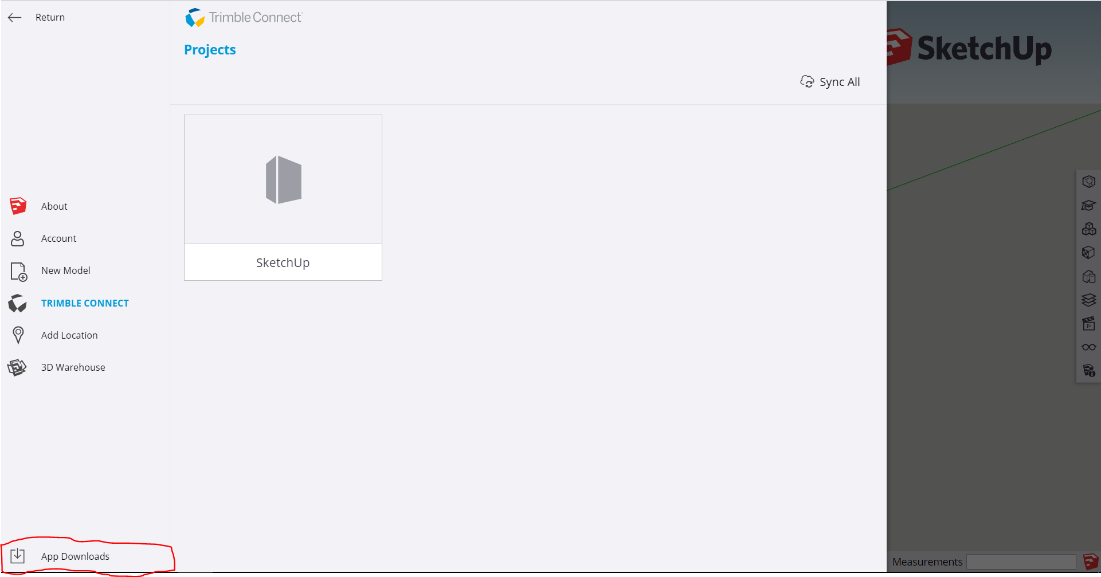 Return
Trimble Connect
Projects
Sync All
SketchUp
SketchUp
About
Account
New Model
TRIMBLE CONNECT
Add Location
3D Warehouse
App Downloads
Measurements